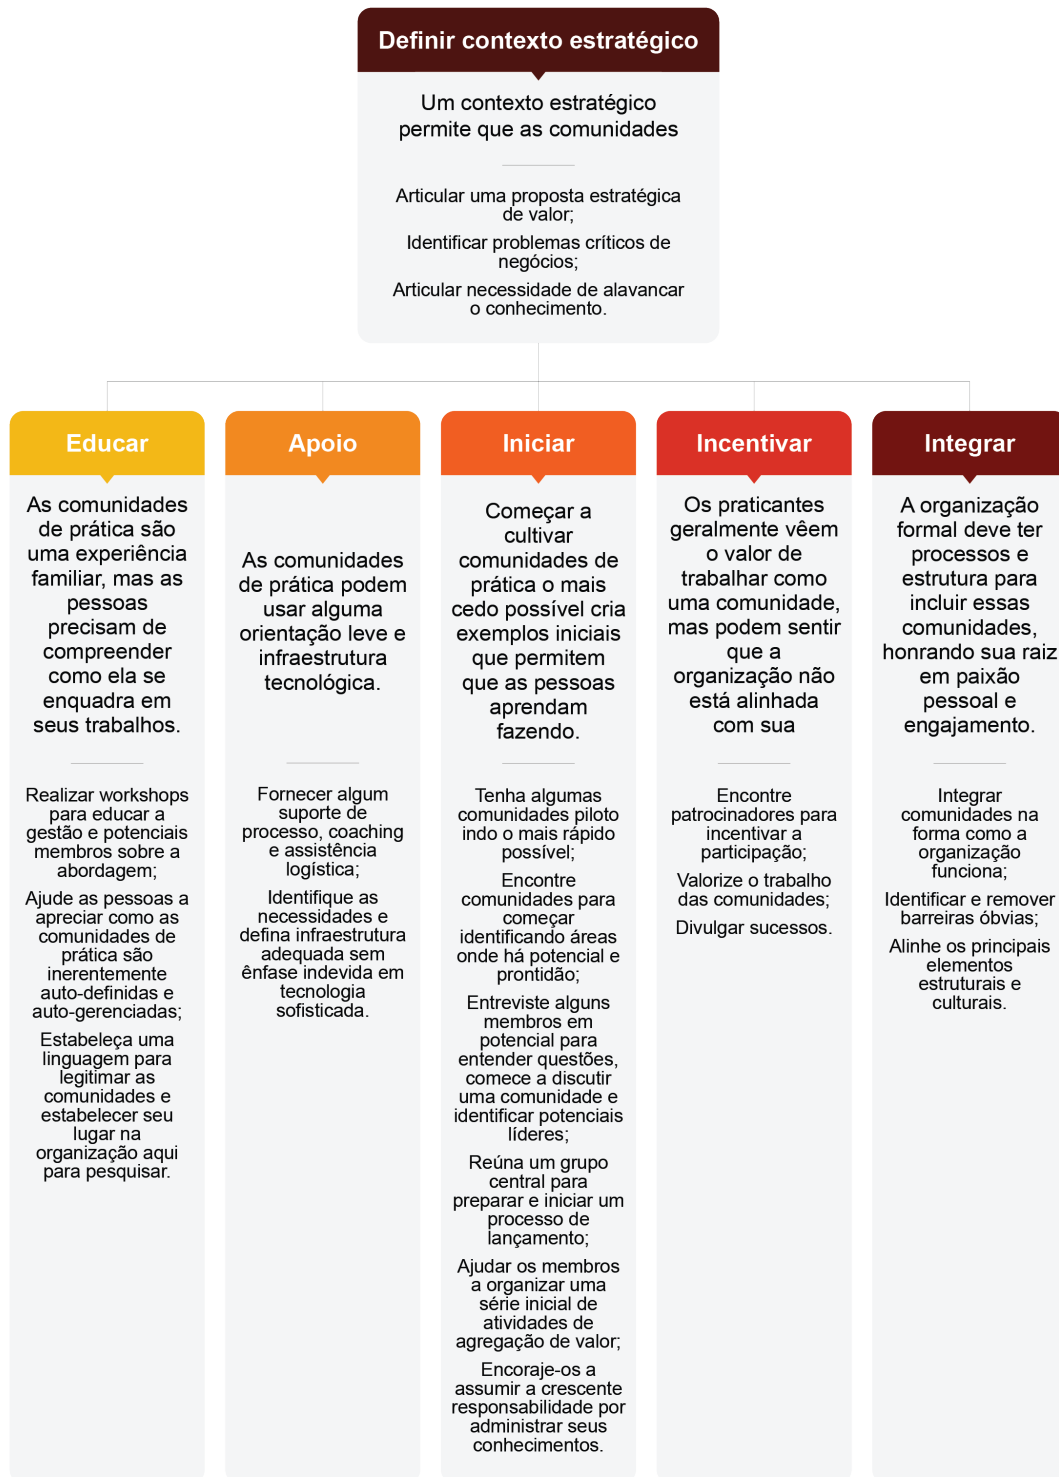 Definir contexto estratégico
Um contexto estratégico
permite que as comunidades
Articular uma proposta estratégica
de valor;
Identificar problemas críticos de
negócios;
Articular necessidade de alavancar
o conhecimento.
Educar
As comunidades
de prática são
uma experiência
familiar, mas as
pessoas
precisam de
compreender
como ela se
enquadra em
seus trabalhos.
Realizar workshops
para educar a
gestão e potenciais
membros sobre a
abordagem;
Ajude as pessoas a
apreciar como as
comunidades de
prática são
inerentemente
auto-definidas e
auto-gerenciadas;
Estabeleça uma
linguagem para
legitimar as
comunidades e
estabelecer seu
lugar na
organização aqui
para pesquisar.
Apoio
As comunidades
de prática podem
usar alguma
orientação leve e
infraestrutura
tecnológica.
Fornecer algum
suporte de
processo, coaching
e assistência
logística;
Identifique as
necessidades e
defina infraestrutura
adequada sem
ênfase indevida em
tecnologia
sofisticada.
Iniciar
Começar a
cultivar
comunidades de
prática o mais
cedo possível cria
exemplos iniciais
que permitem
que as pessoas
aprendam
fazendo.
Tenha algumas
comunidades piloto
indo o mais rápido
possível;
Encontre
comunidades para
começar
identificando áreas
onde há potencial e
prontidão;
Entreviste alguns
membros em
potencial para
entender questões,
comece a discutir
uma comunidade e
identificar potenciais
líderes;
Reúna um grupo
central para
preparar e iniciar um
processo de
lançamento;
Ajudar os membros
a organizar uma
série inicial de
atividades de
agregação de valor;
Encoraje-os a
assumir a crescente
responsabilidade por
administrar seus
conhecimentos.
Incentivar
Os praticantes
geralmente vêem
o valor de
trabalhar como
uma comunidade,
mas podem sentir
que a
organização não
está alinhada
com sua
Encontre
patrocinadores para
incentivar a
participação;
Valorize o trabalho
das comunidades;
Divulgar sucessos.
Integrar
A organização
formal deve ter
processos e
estrutura para
incluir essas
comunidades,
honrando sua raiz
em paixão
pessoal e
engajamento.
Integrar
comunidades na
forma como a
organização
funciona;
Identificar e remover
barreiras óbvias;
Alinhe os principais
elementos
estruturais e
culturais.